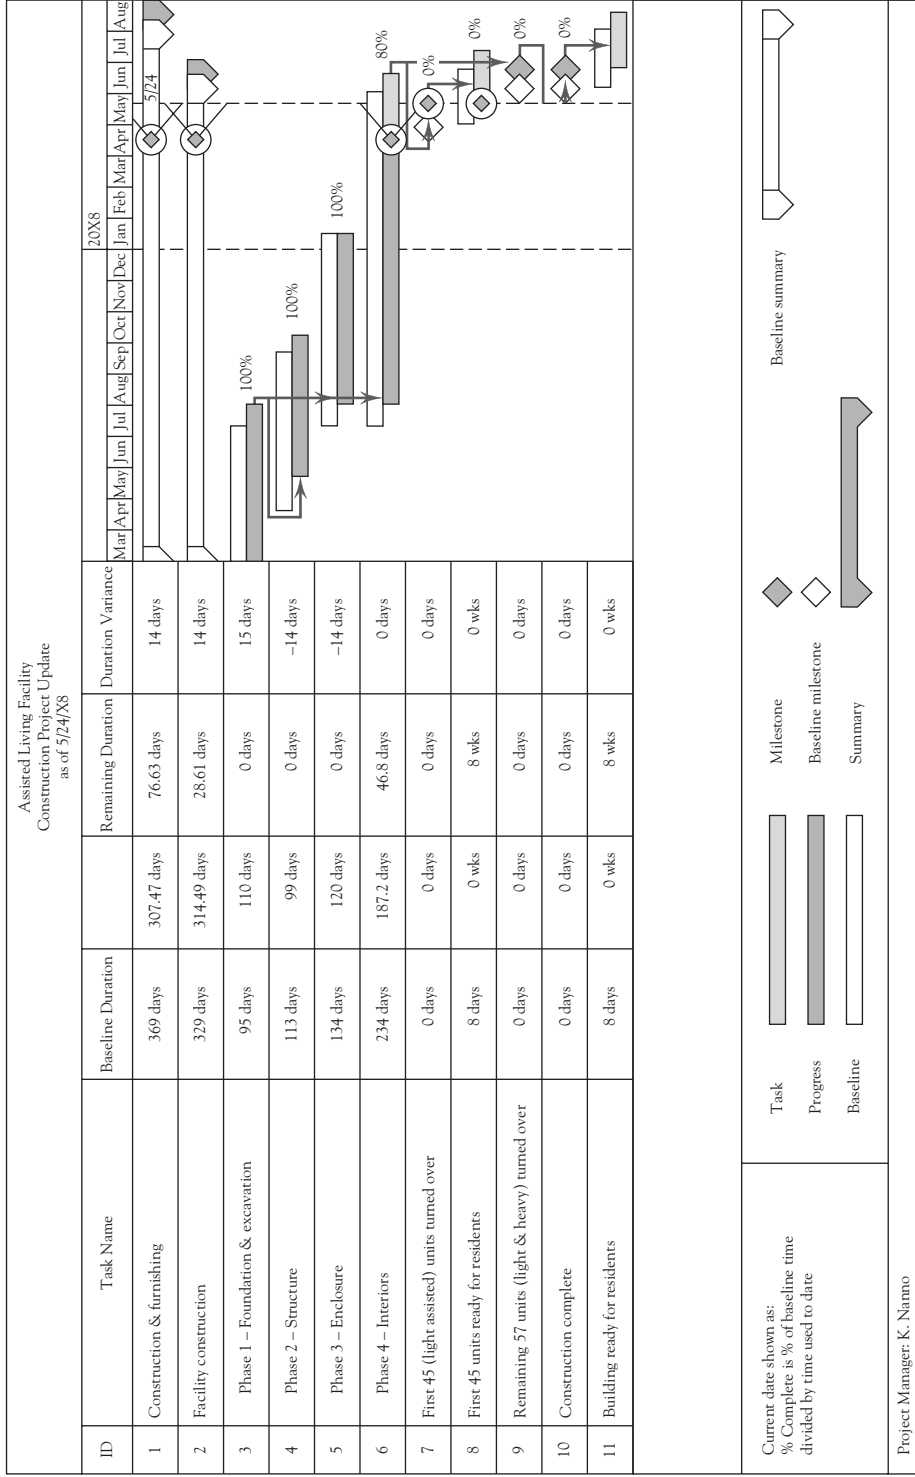 Assisted Living Facility
Construction Project Update
as of 5/24/X8
20X8
ID Task Name Baseline Duration Remaining Duration Duration Variance Mar Apr May Jun Jul Aug Sep Oct Nov Dec Jan Feb Mar Apr May Jun Jul Aug
1 Construction & furnishing 369 days 307.47 days 76.63 days 14 days 5/24
2 Facility construction 329 days 314.49 days 28.61 days 14 days
3 Phase 1 – Foundation & excavation 95 days 110 days 0 days 15 days 100%
4 Phase 2 – Structure 113 days 99 days 0 days –14 days 100%
5 Phase 3 – Enclosure 134 days 120 days 0 days –14 days 100%
6 Phase 4 – Interiors 234 days 187.2 days 46.8 days 0 days 80%
7 First 45 (light assisted) units turned over 0 days 0 days 0 days 0 days 0%
8 First 45 units ready for residents 8 days 0 wks 8 wks 0 wks 0%
9 Remaining 57 units (light & heavy) turned over 0 days 0 days 0 days 0 days 0%
10 Construction complete 0 days 0 days 0 days 0 days 0%
11 Building ready for residents 8 days 0 wks 8 wks 0 wks
Current date shown as:
% Complete is % of baseline time
divided by time used to date
Task Milestone Baseline summary
Progress Baseline milestone
Baseline Summary
Project Manager: K. Nanno